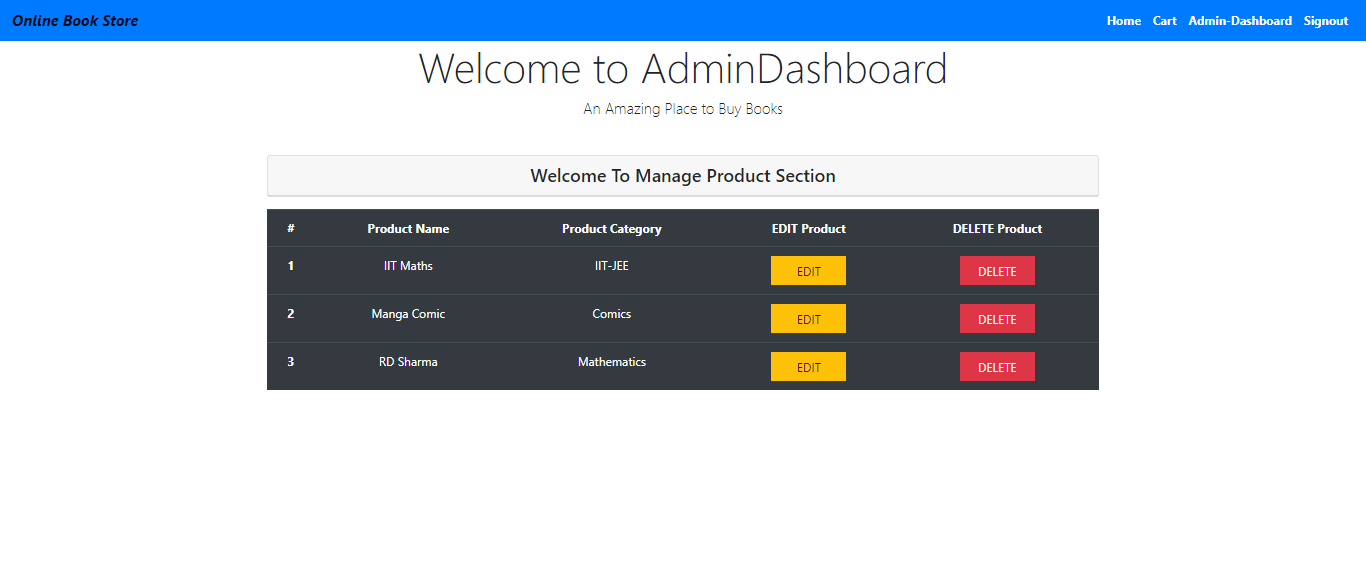 Online Book Store Home Cart Admin-Dashboard Signout
Welcome to AdminDashboard
An Amazing Place to Buy Books
Welcome To Manage Product Section
# Product Name Product Category EDIT Product DELETE Product
1 IIT Maths IIT-JEE EDIT DELETE
2 Manga Comic Comics EDIT DELETE
3 RD Sharma Mathematics EDIT DELETE